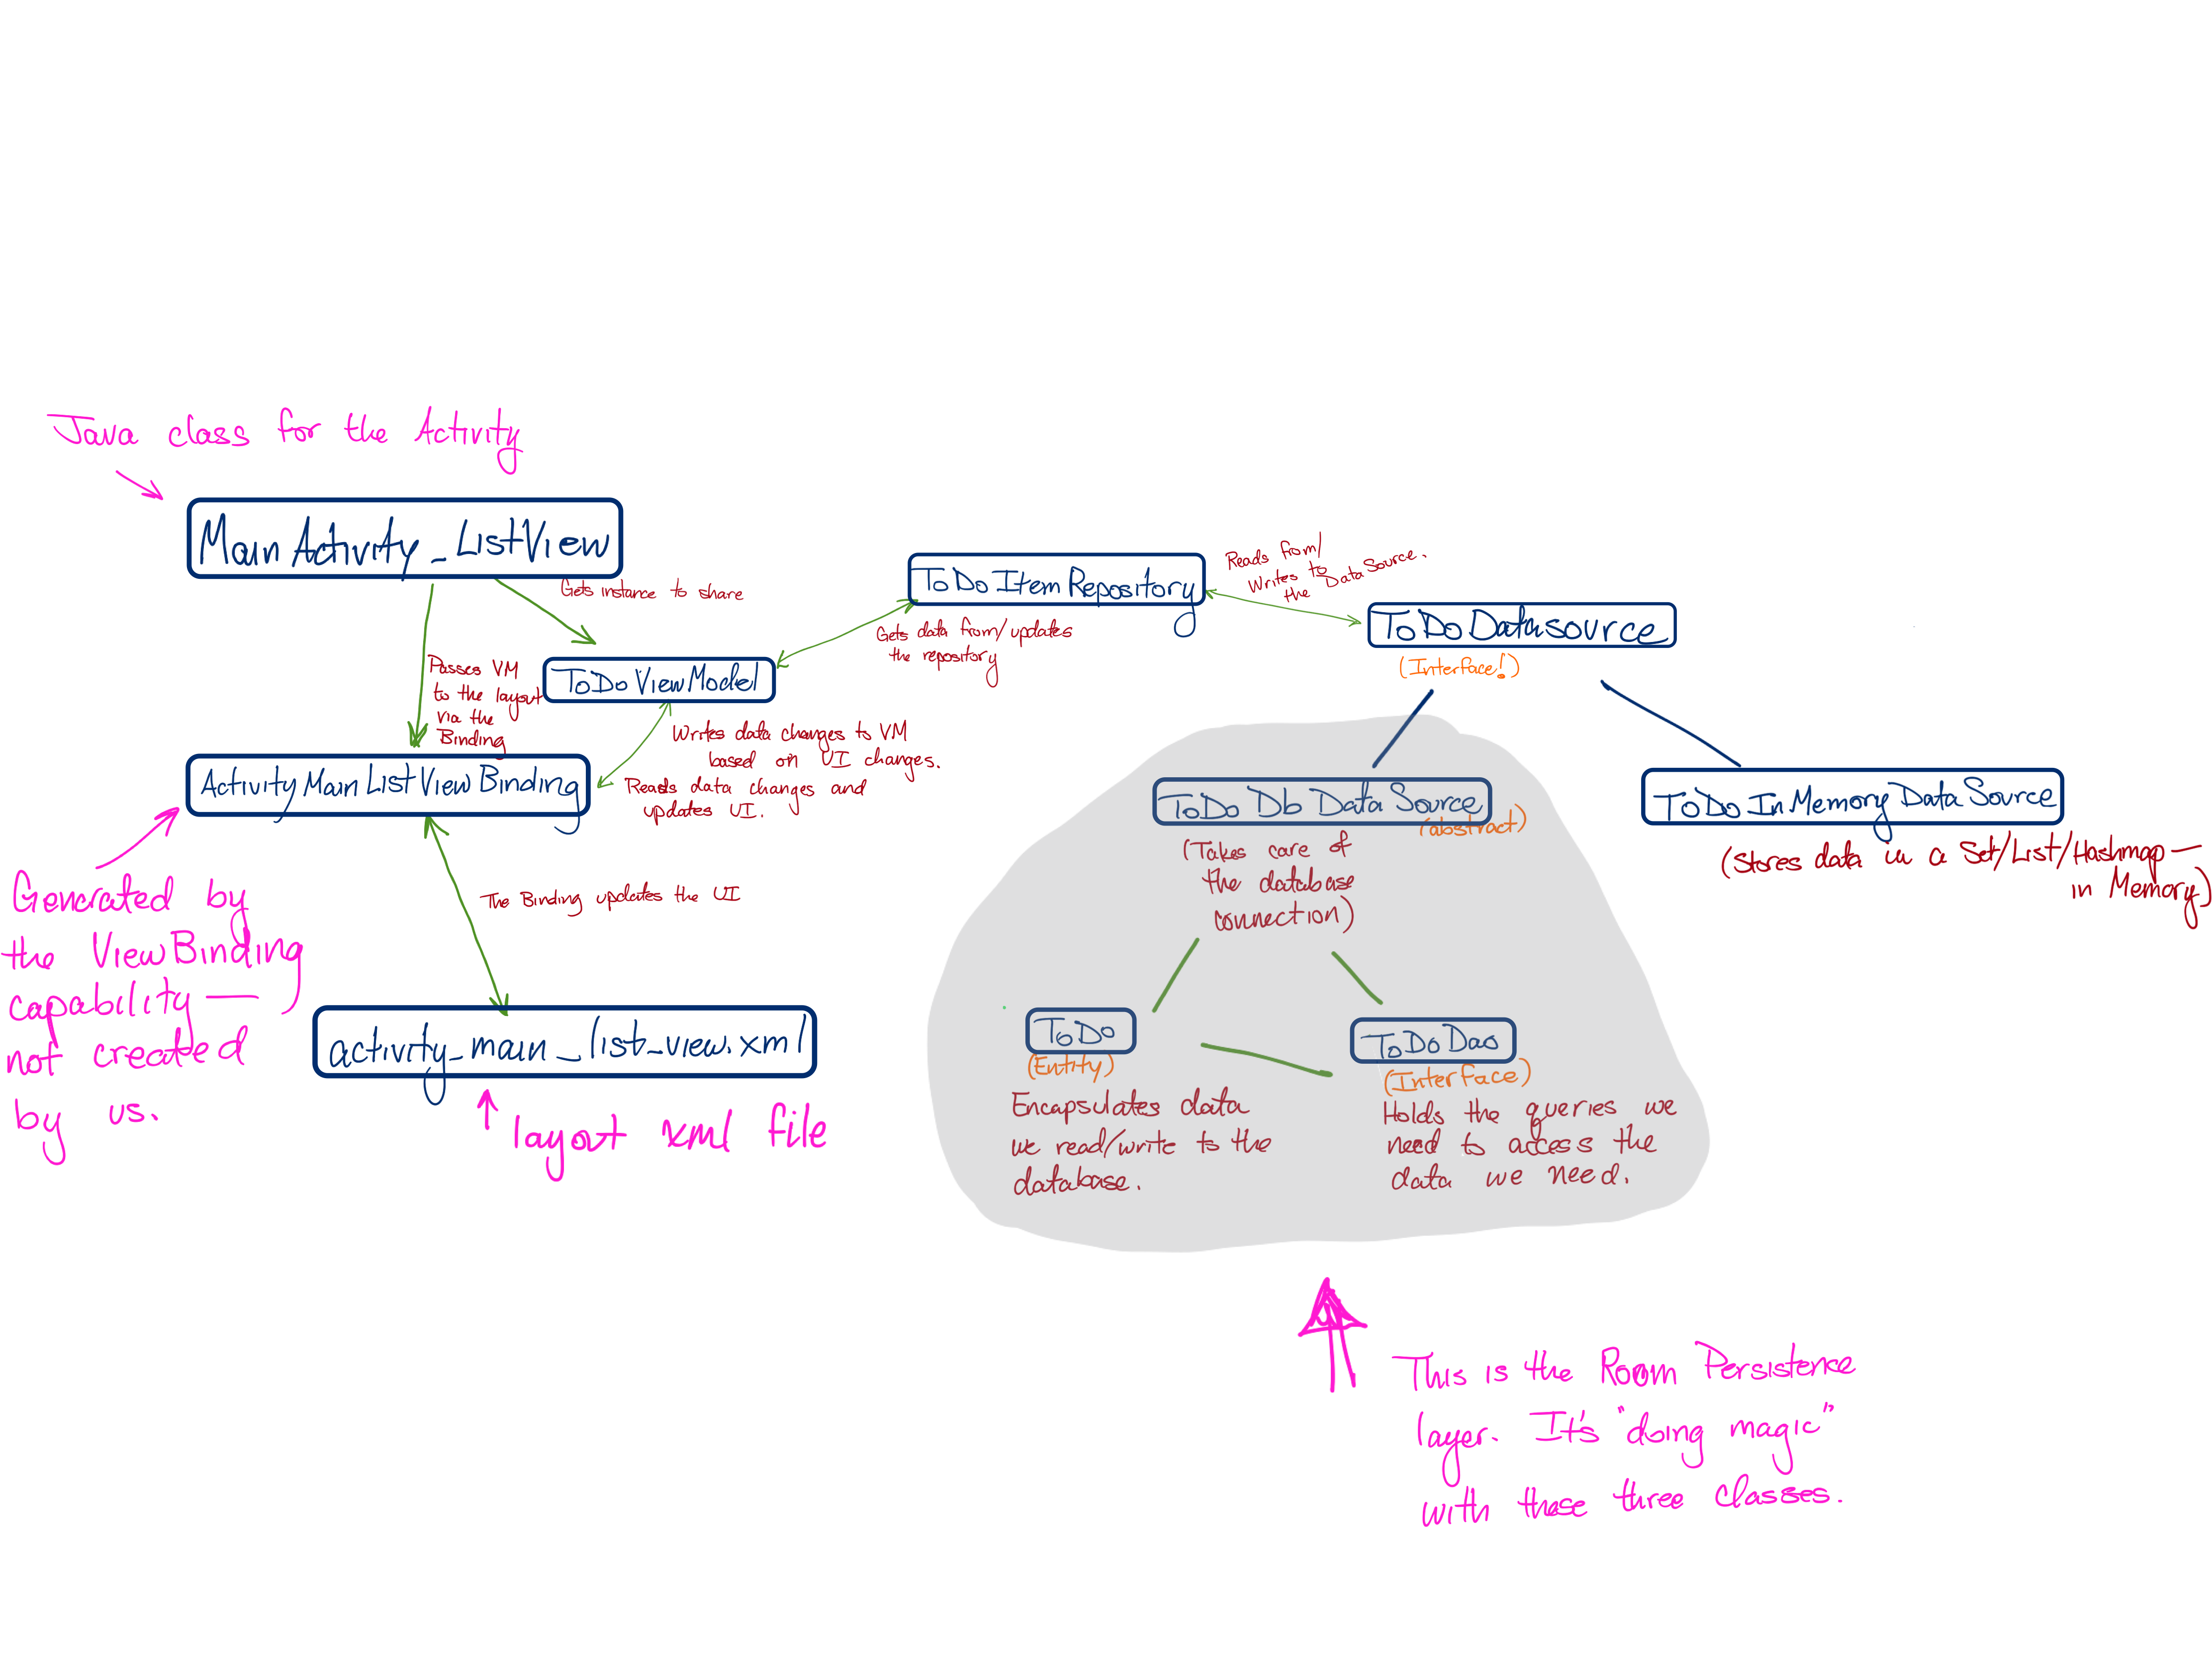 Java class for the Activity
MainActivity_ListView
Gets instance to share
Passes VM
to the layout
via the
Binding
ToDoViewModel
Gets data from/updates
the repository
ToDoItemRepository
Reads from/
Writes to
the DataSource.
ToDoDatasource
(Interface!)
Writes data changes to VM
based on UI changes.
Reads data changes and
updates UI.
ActivityMainListViewBinding
Generated by
the ViewBinding
capability —
not created
by us.
The Binding updates the UI
activity_main_list_view.xml
layout xml file
ToDoDbDataSource
(abstract)
(Takes care of
the database
connection)
ToDoInMemoryDataSource
(Stores data in a Set/List/Hashmap —
in Memory)
ToDo
(Entity)
Encapsulates data
we read/write to the
database.
ToDoDao
(Interface)
Holds the queries we
need to access the
data we need.
This is the Room Persistence
layer. It's "doing magic"
with these three classes.